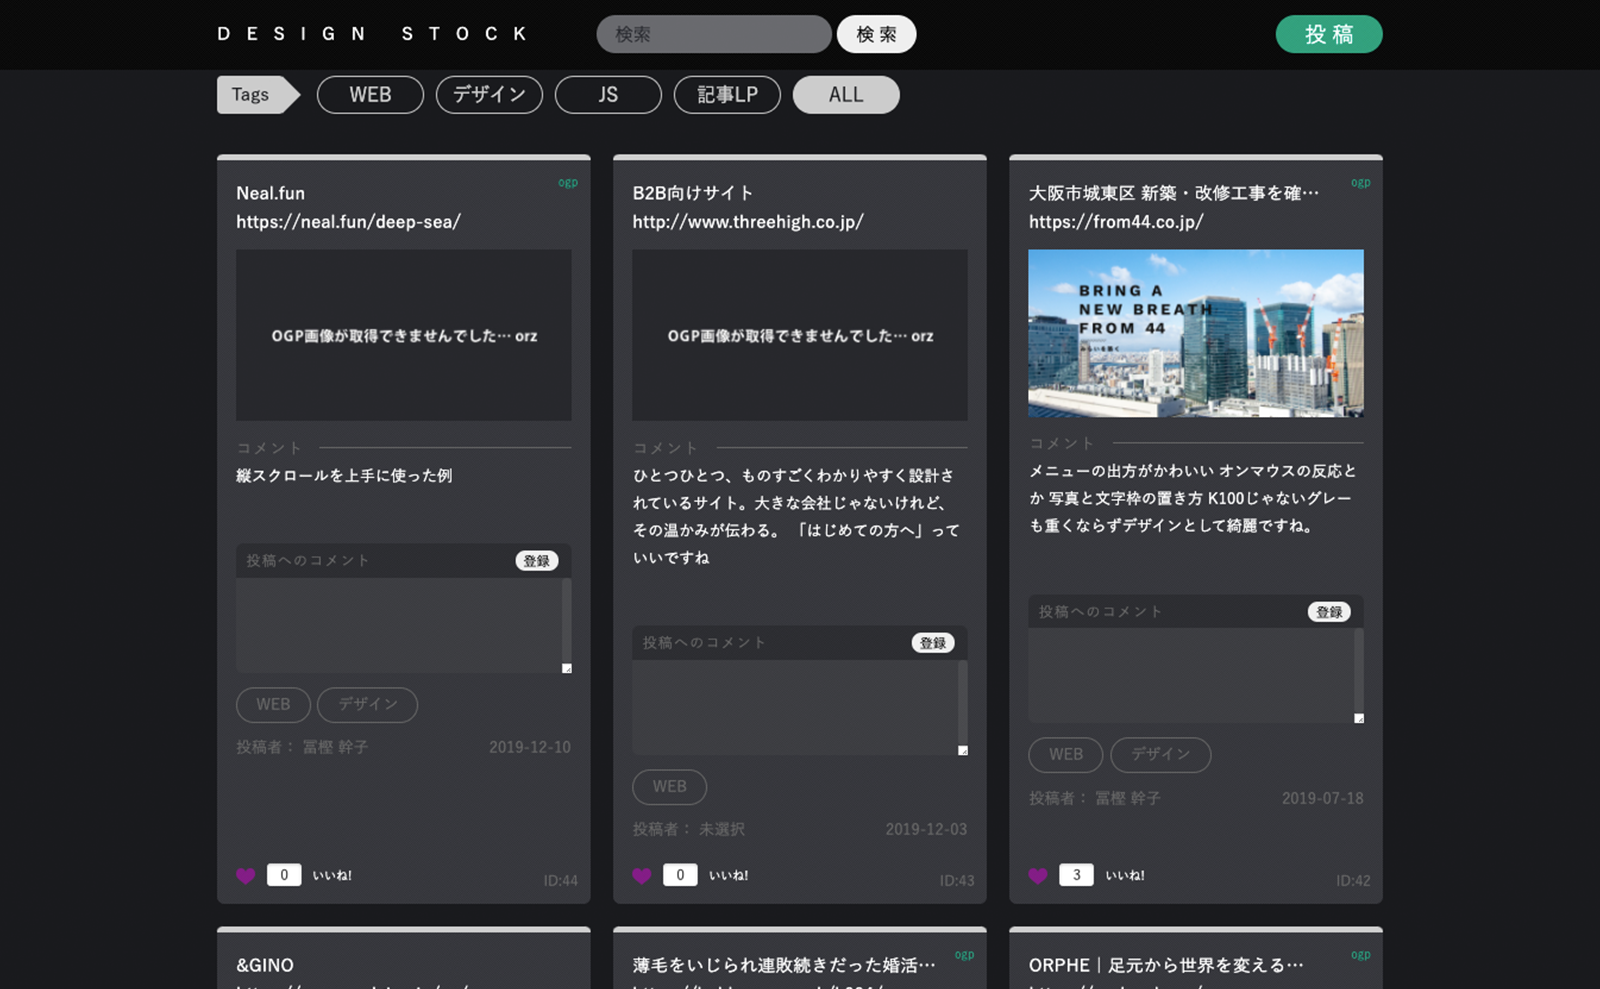 DESIGN STOCK
検索
検索
投稿
Tags
WEB
デザイン
JS
記事LP
ALL
ogp
Neal.fun
https://neal.fun/deep-sea/
OGP画像が取得できませんでした… orz
コメント
縦スクロールを上手に使った例
投稿へのコメント
登録
WEB
デザイン
投稿者： 冨樫 幹子
2019-12-10
0
いいね!
ID:44
B2B向けサイト
http://www.threehigh.co.jp/
OGP画像が取得できませんでした… orz
コメント
ひとつひとつ、ものすごくわかりやすく設計さ
れているサイト。大きな会社じゃないけれど、
その温かみが伝わる。 「はじめての方へ」って
いいですね
投稿へのコメント
登録
WEB
投稿者： 未選択
2019-12-03
0
いいね!
ID:43
ogp
大阪市城東区 新築・改修工事を確…
https://from44.co.jp/
BRING A
NEW BREATH
FROM 44
コメント
メニューの出方がかわいい オンマウスの反応と
か 写真と文字枠の置き方 K100じゃないグレー
も重くならずデザインとして綺麗ですね。
投稿へのコメント
登録
WEB
デザイン
投稿者： 冨樫 幹子
2019-07-18
3
いいね!
ID:42
&GINO
ogp
薄毛をいじられ連敗続きだった婚活…
ogp
ORPHE｜足元から世界を変える…